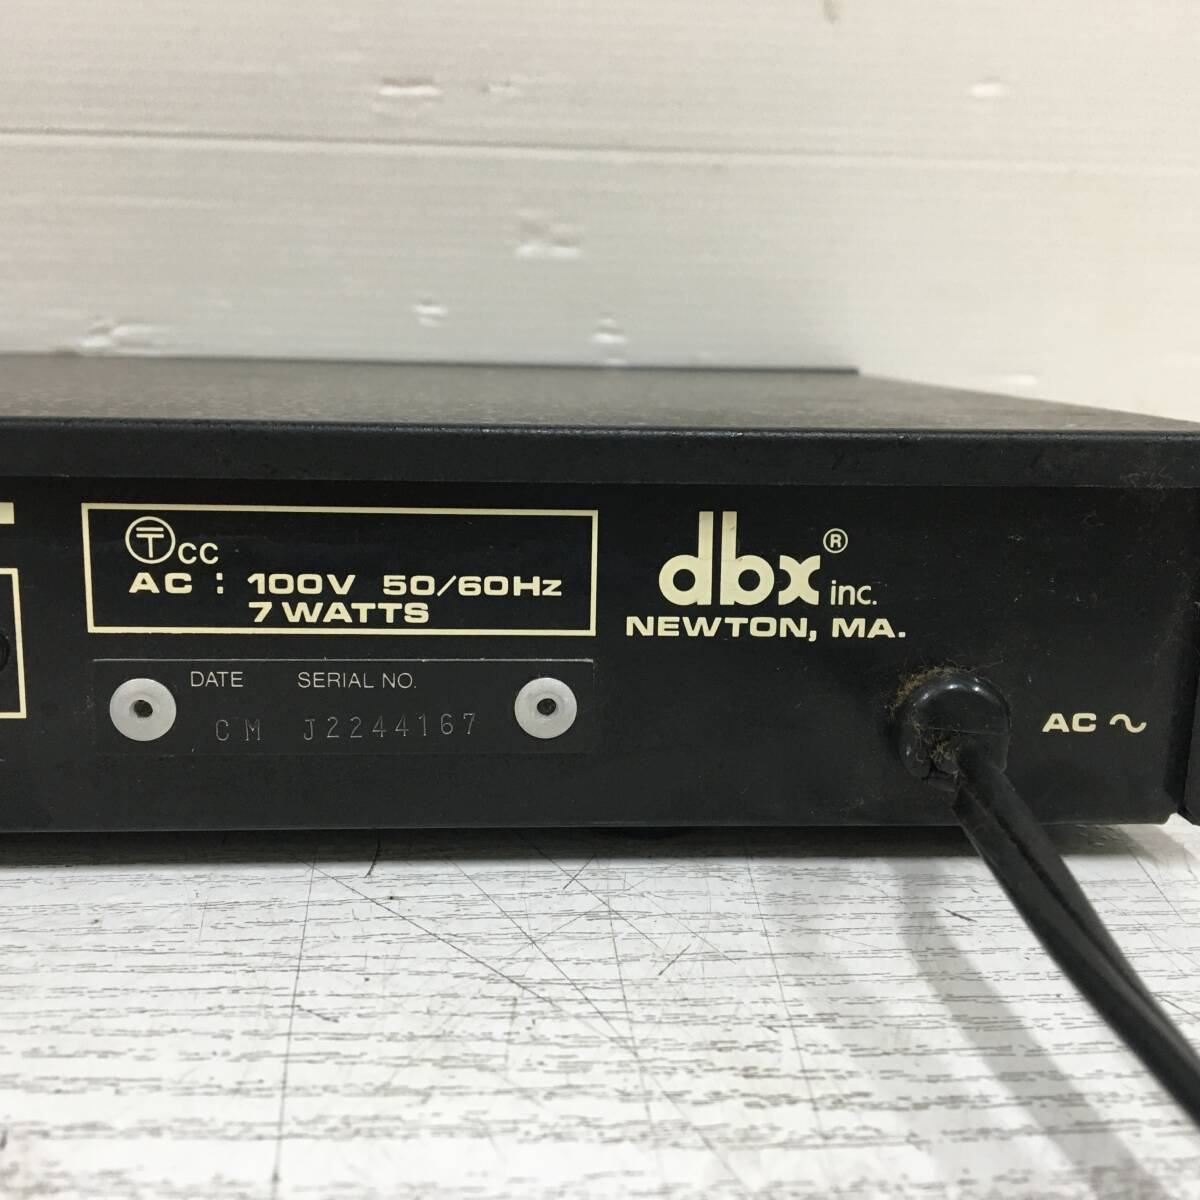 〒CC
AC : 100V 50/60Hz
7 WATTS
DATE SERIAL NO.
CM J2244167
dbx® inc.
NEWTON, MA.
AC ∿